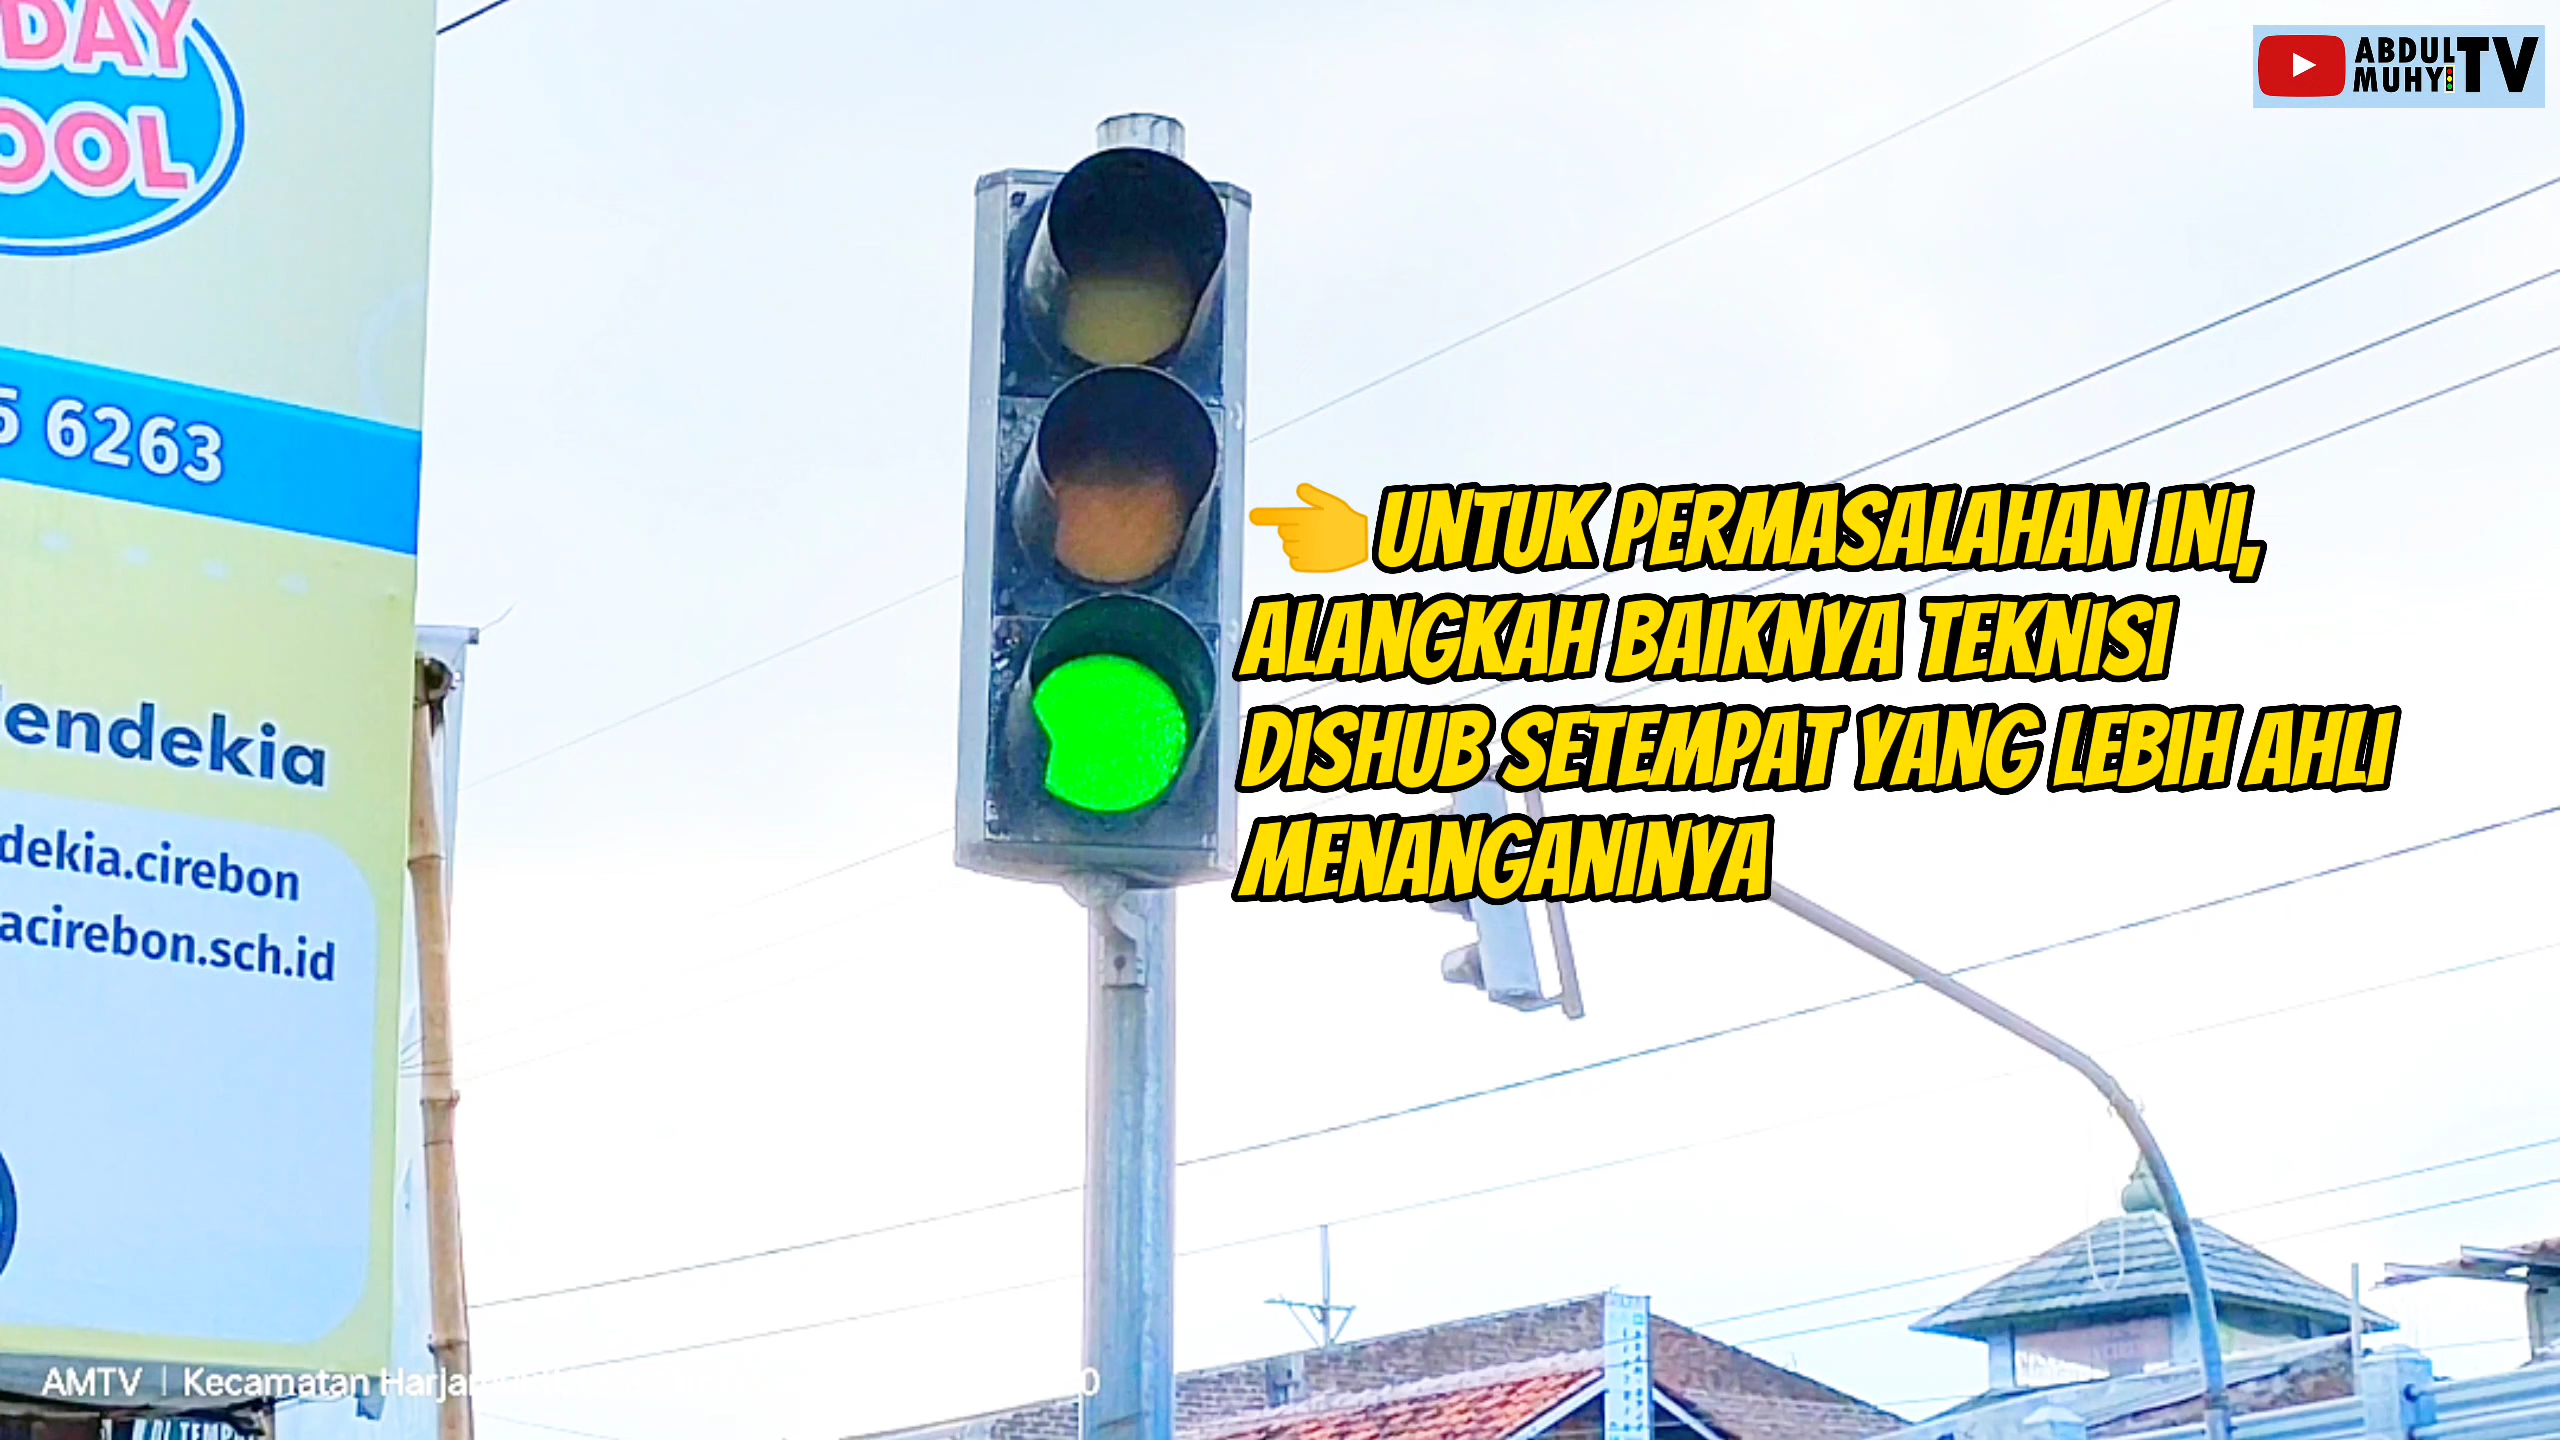 DAY
OOL
6263
endekia
dekia.cirebon
acirebon.sch.id
ABDUL
MUHYI TV
👈UNTUK PERMASALAHAN INI,
ALANGKAH BAIKNYA TEKNISI
DISHUB SETEMPAT YANG LEBIH AHLI
MENANGANINYA
AMTV | Kecamatan